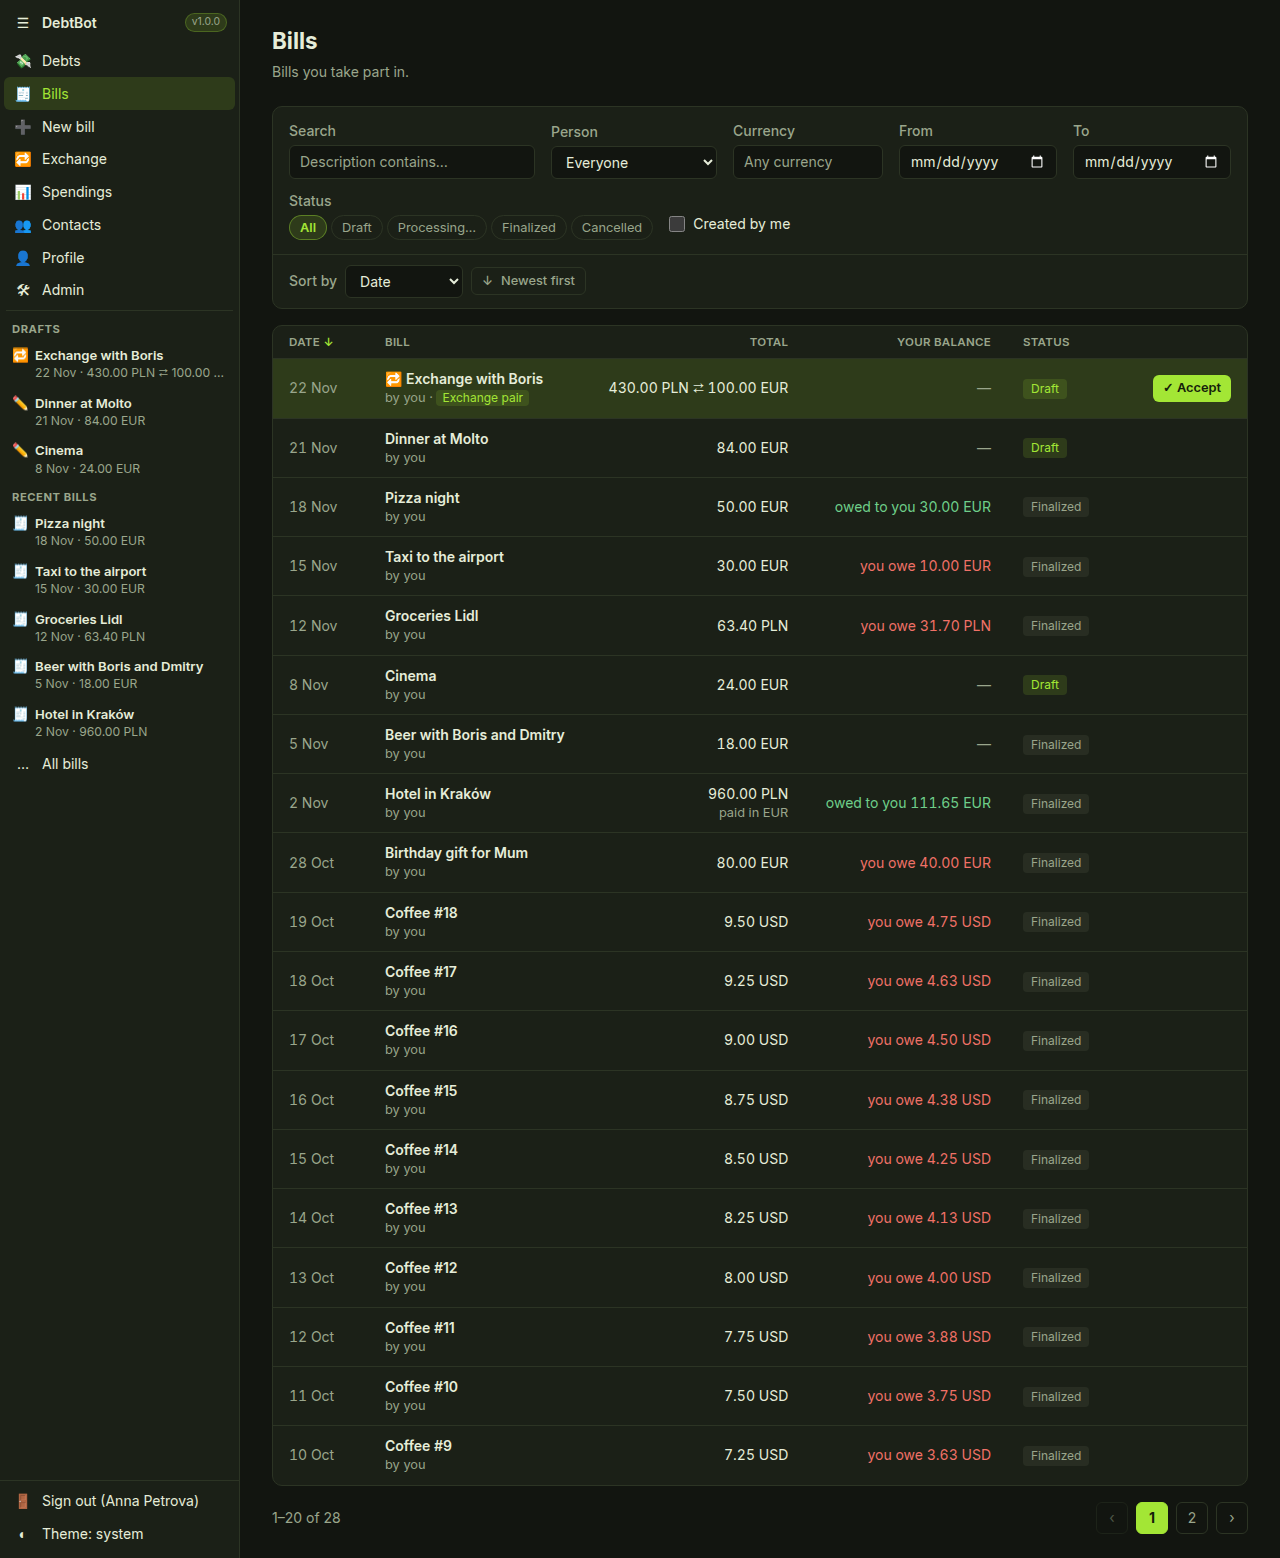 DebtBot v1.0.0
Debts
Bills
New bill
Exchange
Spendings
Contacts
Profile
Admin
DRAFTS
Exchange with Boris
22 Nov · 430.00 PLN ⇄ 100.00 ...
Dinner at Molto
21 Nov · 84.00 EUR
Cinema
8 Nov · 24.00 EUR
RECENT BILLS
Pizza night
18 Nov · 50.00 EUR
Taxi to the airport
15 Nov · 30.00 EUR
Groceries Lidl
12 Nov · 63.40 PLN
Beer with Boris and Dmitry
5 Nov · 18.00 EUR
Hotel in Kraków
2 Nov · 960.00 PLN
... All bills
Sign out (Anna Petrova)
Theme: system
Bills
Bills you take part in.
Search Person Currency From To
Description contains... Everyone Any currency mm/dd/yyyy mm/dd/yyyy
Status
All Draft Processing... Finalized Cancelled Created by me
Sort by Date ↓ Newest first
DATE ↓ BILL TOTAL YOUR BALANCE STATUS
22 Nov Exchange with Boris 430.00 PLN ⇄ 100.00 EUR — Draft ✓ Accept
by you · Exchange pair
21 Nov Dinner at Molto 84.00 EUR — Draft
by you
18 Nov Pizza night 50.00 EUR owed to you 30.00 EUR Finalized
by you
15 Nov Taxi to the airport 30.00 EUR you owe 10.00 EUR Finalized
by you
12 Nov Groceries Lidl 63.40 PLN you owe 31.70 PLN Finalized
by you
8 Nov Cinema 24.00 EUR — Draft
by you
5 Nov Beer with Boris and Dmitry 18.00 EUR — Finalized
by you
2 Nov Hotel in Kraków 960.00 PLN owed to you 111.65 EUR Finalized
by you paid in EUR
28 Oct Birthday gift for Mum 80.00 EUR you owe 40.00 EUR Finalized
by you
19 Oct Coffee #18 9.50 USD you owe 4.75 USD Finalized
by you
18 Oct Coffee #17 9.25 USD you owe 4.63 USD Finalized
by you
17 Oct Coffee #16 9.00 USD you owe 4.50 USD Finalized
by you
16 Oct Coffee #15 8.75 USD you owe 4.38 USD Finalized
by you
15 Oct Coffee #14 8.50 USD you owe 4.25 USD Finalized
by you
14 Oct Coffee #13 8.25 USD you owe 4.13 USD Finalized
by you
13 Oct Coffee #12 8.00 USD you owe 4.00 USD Finalized
by you
12 Oct Coffee #11 7.75 USD you owe 3.88 USD Finalized
by you
11 Oct Coffee #10 7.50 USD you owe 3.75 USD Finalized
by you
10 Oct Coffee #9 7.25 USD you owe 3.63 USD Finalized
by you
1–20 of 28 ‹ 1 2 ›